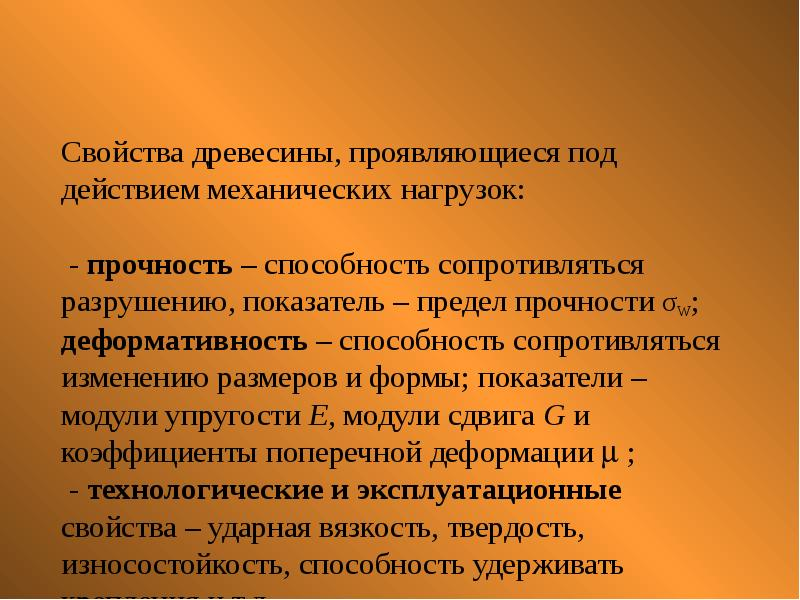 Свойства древесины, проявляющиеся под
действием механических нагрузок:
- прочность – способность сопротивляться
разрушению, показатель – предел прочности σw;
деформативность – способность сопротивляться
изменению размеров и формы; показатели –
модули упругости E, модули сдвига G и
коэффициенты поперечной деформации μ ;
- технологические и эксплуатационные
свойства – ударная вязкость, твердость,
износостойкость, способность удерживать
крепления и т.д.